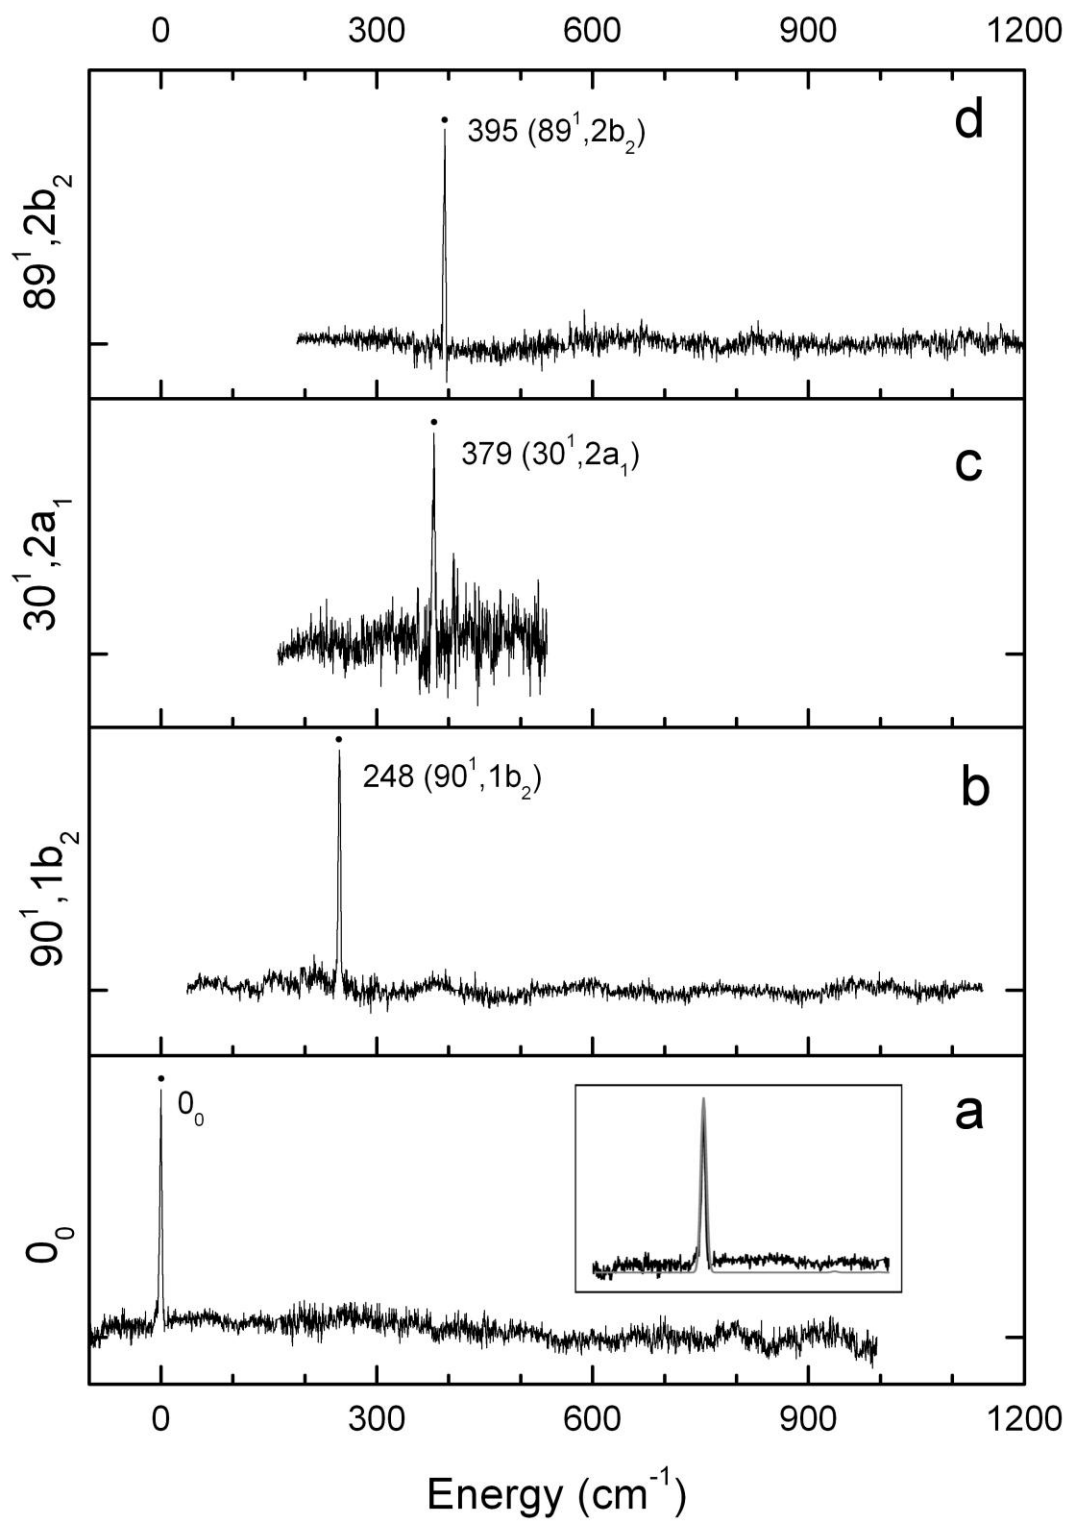 0 300 600 900 1200
d
395 (89¹,2b₂)
89¹,2b₂
c
379 (30¹,2a₁)
30¹,2a₁
b
248 (90¹,1b₂)
90¹,1b₂
a
0₀
0₀
0 300 600 900 1200
Energy (cm⁻¹)